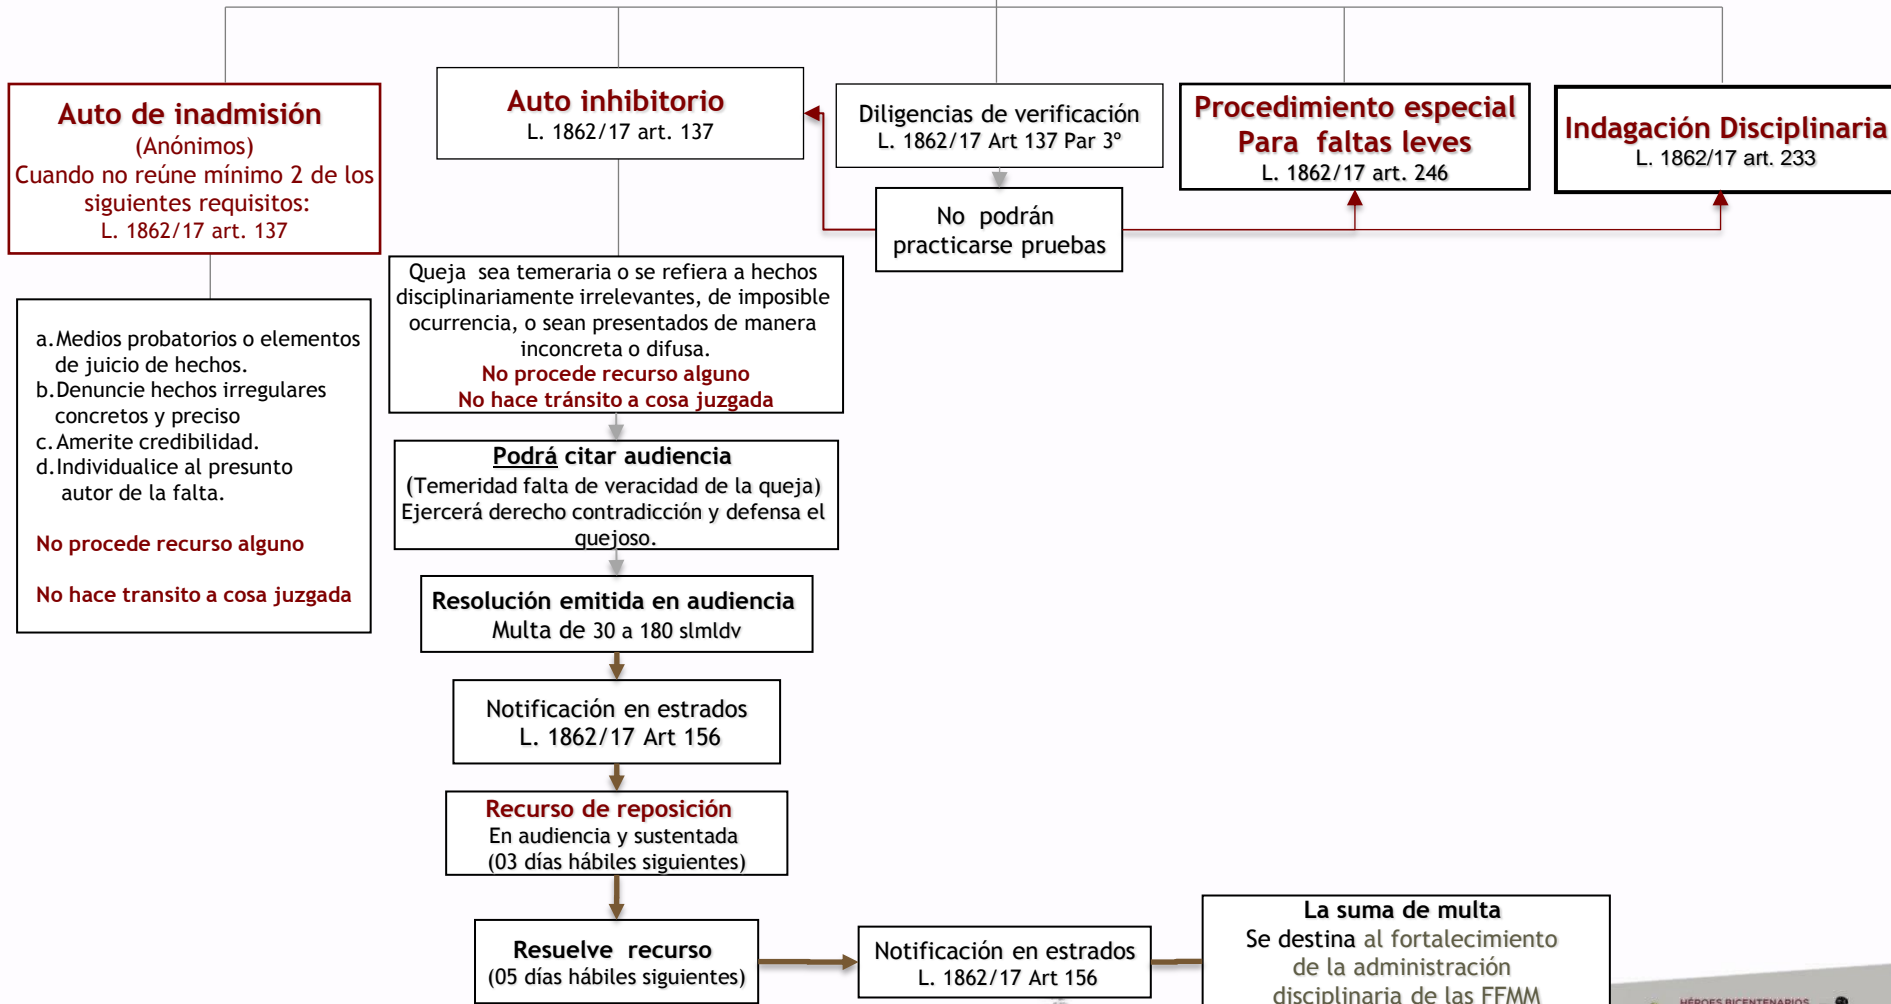 Auto de inadmisión
(Anónimos)
Cuando no reúne mínimo 2 de los
siguientes requisitos:
L. 1862/17 art. 137
a. Medios probatorios o elementos
de juicio de hechos.
b. Denuncie hechos irregulares
concretos y preciso
c. Amerite credibilidad.
d. Individualice al presunto
autor de la falta.
No procede recurso alguno
No hace transito a cosa juzgada
Auto inhibitorio
L. 1862/17 art. 137
Queja sea temeraria o se refiera a hechos
disciplinariamente irrelevantes, de imposible
ocurrencia, o sean presentados de manera
inconcreta o difusa.
No procede recurso alguno
No hace tránsito a cosa juzgada
Podrá citar audiencia
(Temeridad falta de veracidad de la queja)
Ejercerá derecho contradicción y defensa el
quejoso.
Resolución emitida en audiencia
Multa de 30 a 180 slmldv
Notificación en estrados
L. 1862/17 Art 156
Recurso de reposición
En audiencia y sustentada
(03 días hábiles siguientes)
Resuelve recurso
(05 días hábiles siguientes)
Notificación en estrados
L. 1862/17 Art 156
La suma de multa
Se destina al fortalecimiento
de la administración
disciplinaria de las FFMM
Diligencias de verificación
L. 1862/17 Art 137 Par 3º
No podrán
practicarse pruebas
Procedimiento especial
Para faltas leves
L. 1862/17 art. 246
Indagación Disciplinaria
L. 1862/17 art. 233
HÉROES BICENTENARIOS